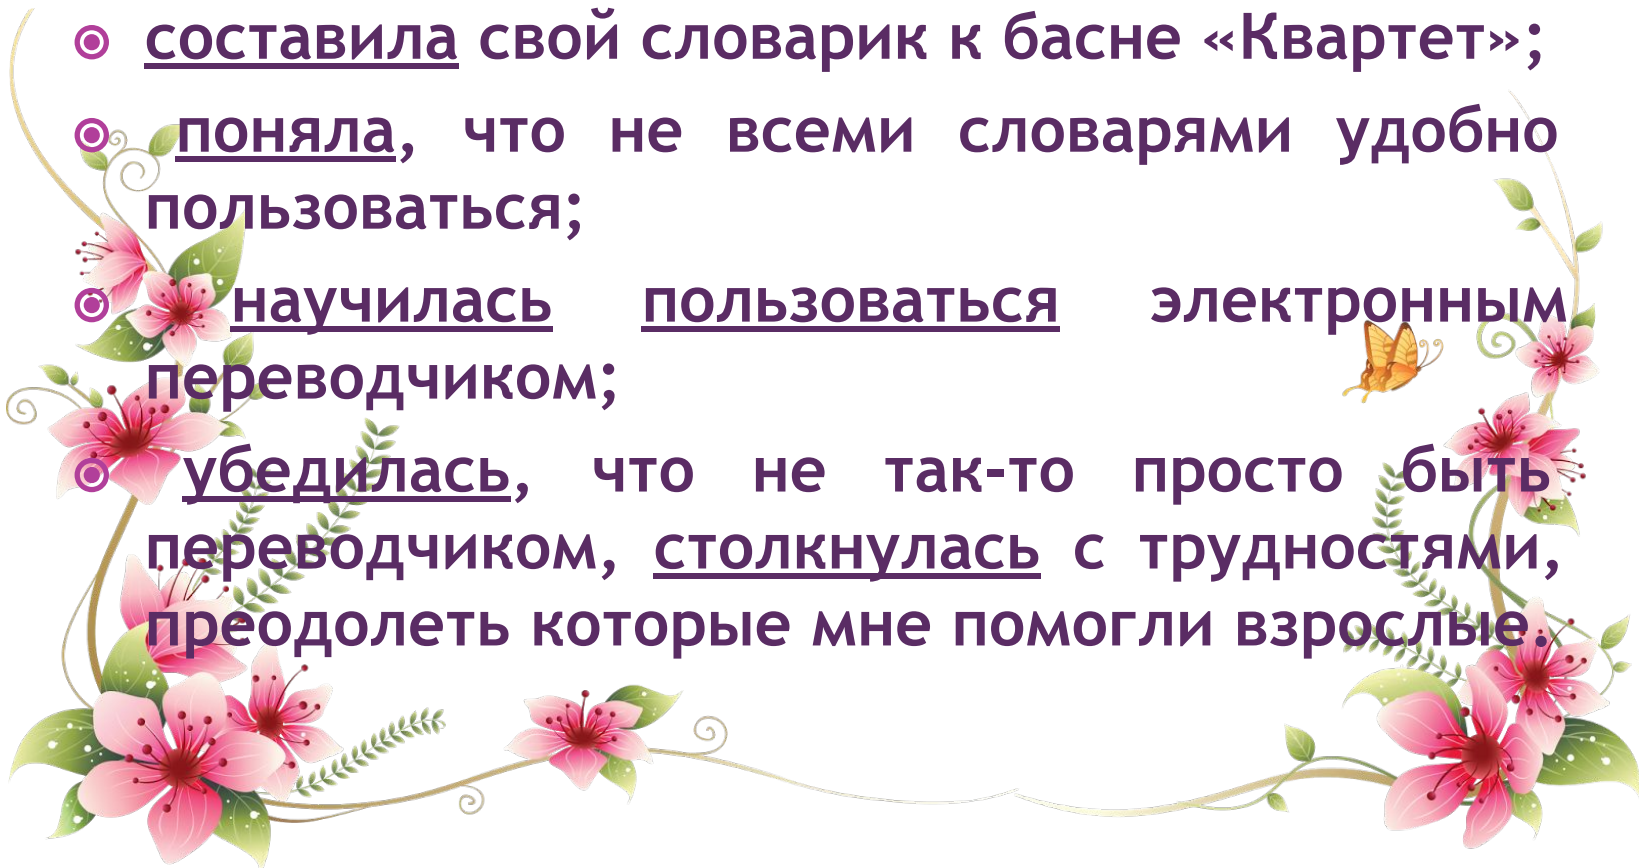 составила свой словарик к басне «Квартет»;
поняла, что не всеми словарями удобно
пользоваться;
научилась пользоваться электронным
переводчиком;
убедилась, что не так-то просто быть
переводчиком, столкнулась с трудностями,
преодолеть которые мне помогли взрослые.